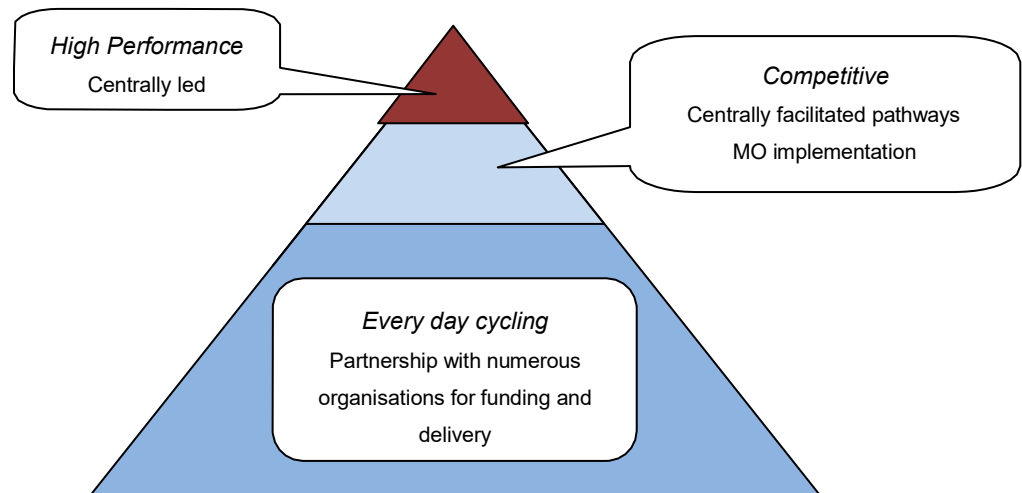 High Performance
Centrally led
Competitive
Centrally facilitated pathways
MO implementation
Every day cycling
Partnership with numerous
organisations for funding and
delivery